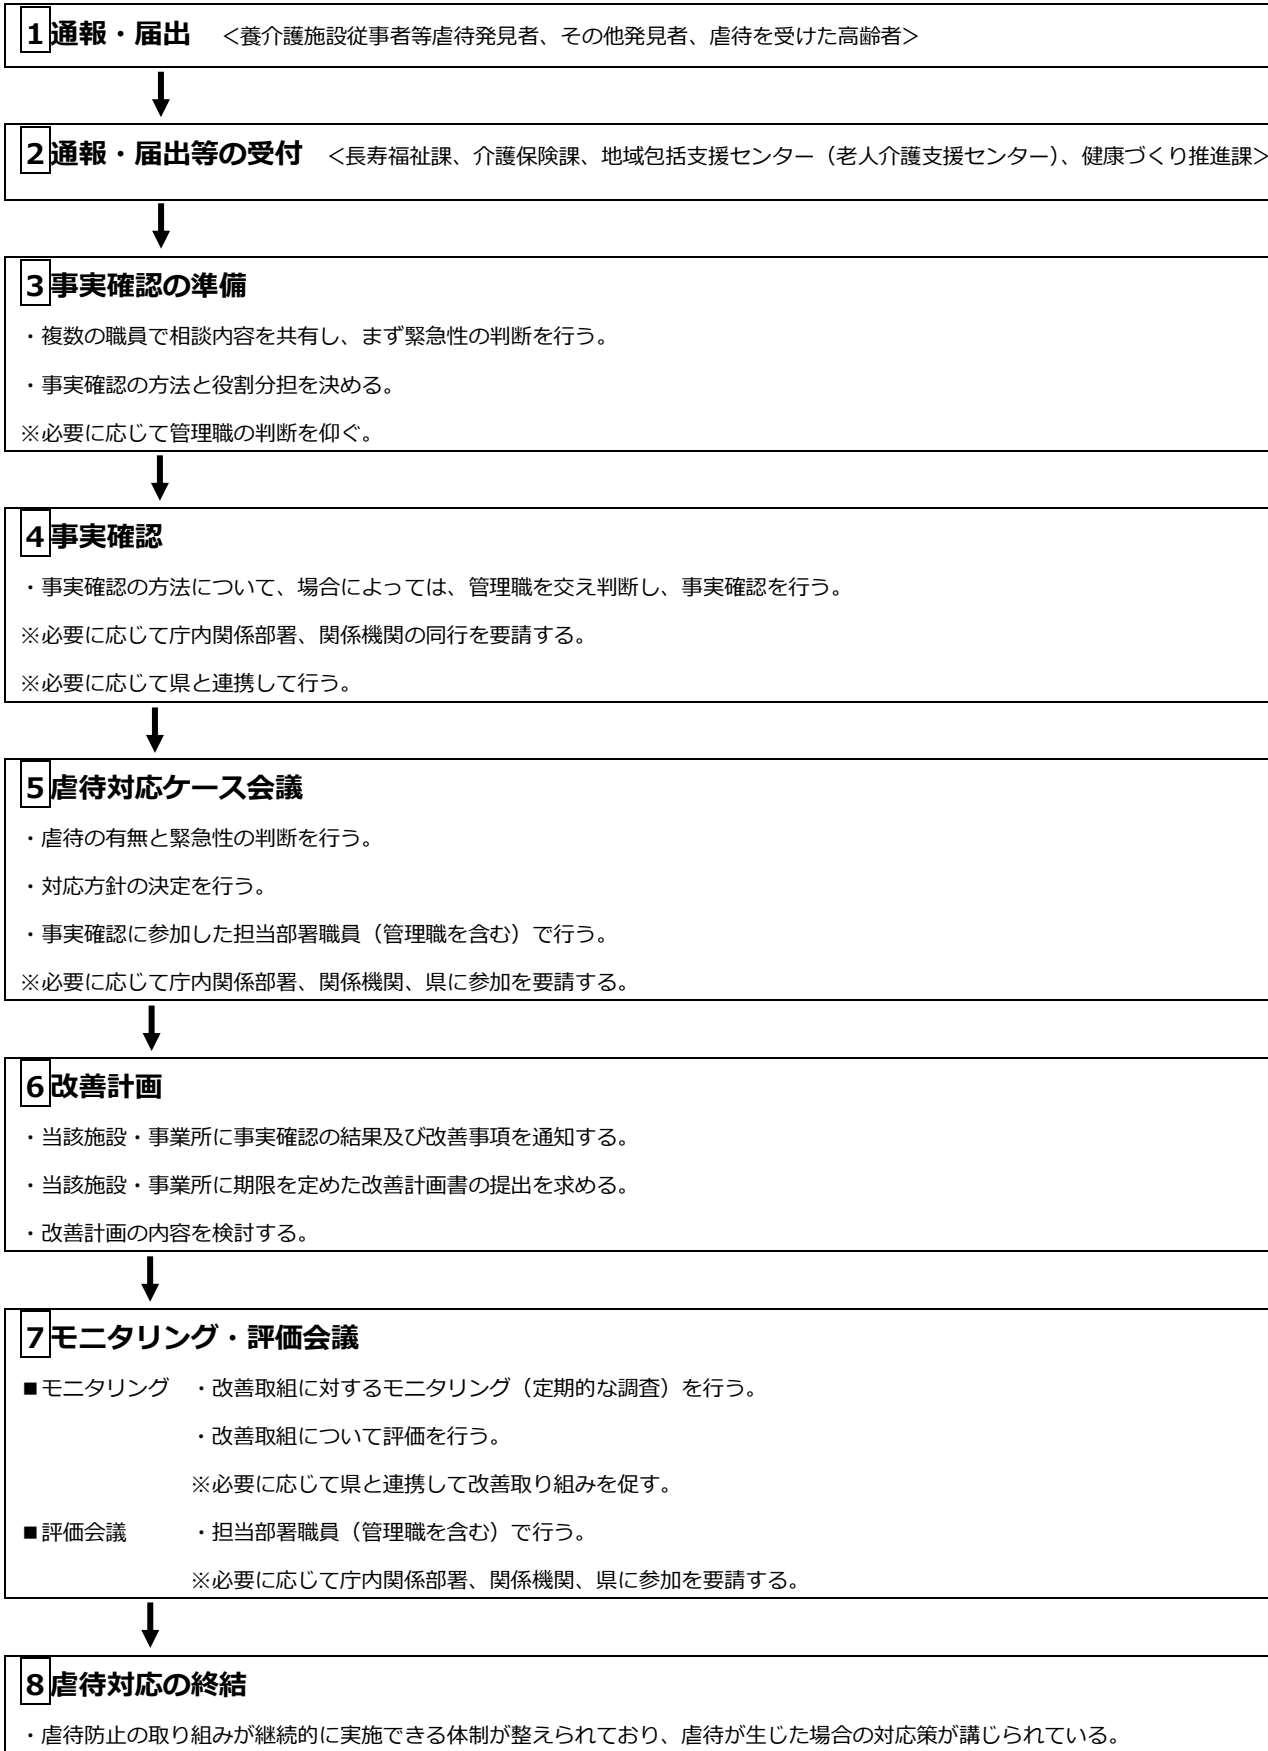 1通報・届出 <養介護施設従事者等虐待発見者、その他発見者、虐待を受けた高齢者>
2通報・届出等の受付 <長寿福祉課、介護保険課、地域包括支援センター（老人介護支援センター）、健康づくり推進課>
3事実確認の準備
・複数の職員で相談内容を共有し、まず緊急性の判断を行う。
・事実確認の方法と役割分担を決める。
※必要に応じて管理職の判断を仰ぐ。
4事実確認
・事実確認の方法について、場合によっては、管理職を交え判断し、事実確認を行う。
※必要に応じて庁内関係部署、関係機関の同行を要請する。
※必要に応じて県と連携して行う。
5虐待対応ケース会議
・虐待の有無と緊急性の判断を行う。
・対応方針の決定を行う。
・事実確認に参加した担当部署職員（管理職を含む）で行う。
※必要に応じて庁内関係部署、関係機関、県に参加を要請する。
6改善計画
・当該施設・事業所に事実確認の結果及び改善事項を通知する。
・当該施設・事業所に期限を定めた改善計画書の提出を求める。
・改善計画の内容を検討する。
7モニタリング・評価会議
■モニタリング ・改善取組に対するモニタリング（定期的な調査）を行う。
・改善取組について評価を行う。
※必要に応じて県と連携して改善取り組みを促す。
■評価会議 ・担当部署職員（管理職を含む）で行う。
※必要に応じて庁内関係部署、関係機関、県に参加を要請する。
8虐待対応の終結
・虐待防止の取り組みが継続的に実施できる体制が整えられており、虐待が生じた場合の対応策が講じられている。